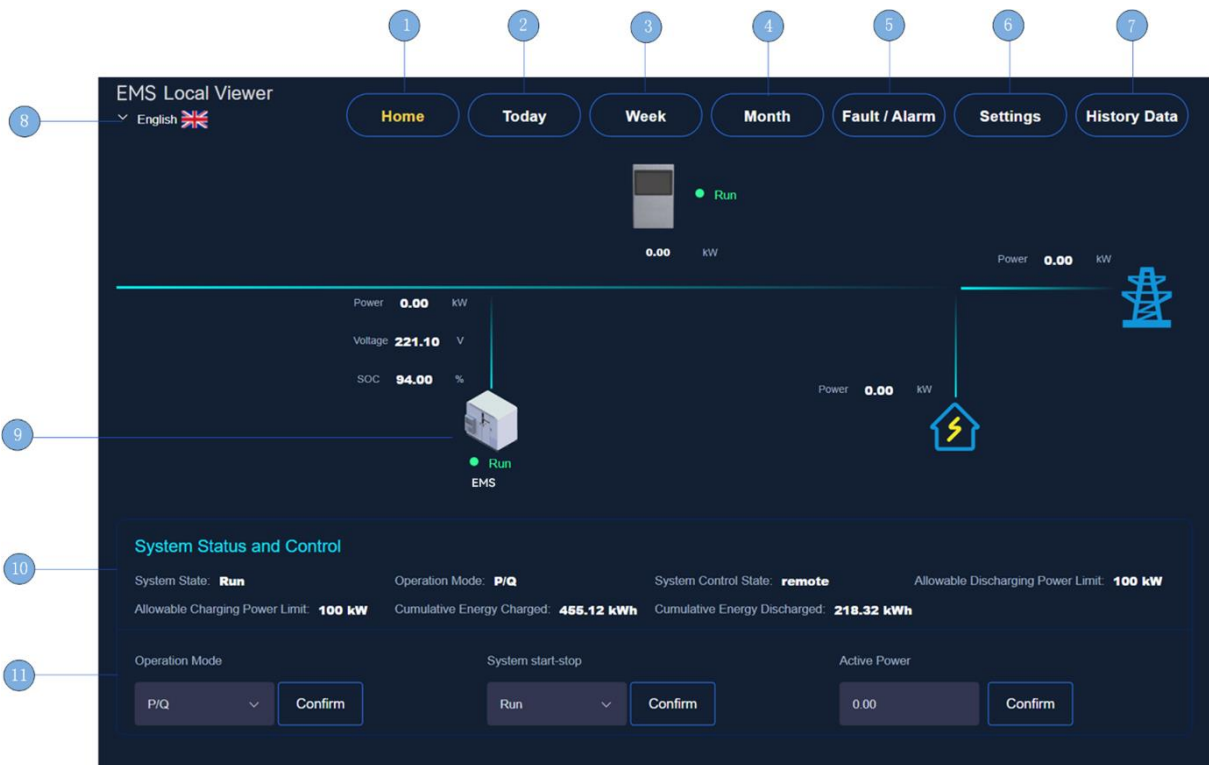 1 2 3 4 5 6 7
EMS Local Viewer
8 English Home Today Week Month Fault / Alarm Settings History Data
Run
0.00 kW
Power 0.00 kW
Power 0.00 kW
Voltage 221.10 V
SOC 94.00 %
Power 0.00 kW
9
Run
EMS
System Status and Control
10
System State: Run Operation Mode: P/Q System Control State: remote Allowable Discharging Power Limit: 100 kW
Allowable Charging Power Limit: 100 kW Cumulative Energy Charged: 455.12 kWh Cumulative Energy Discharged: 218.32 kWh
Operation Mode System start-stop Active Power
11
P/Q Confirm Run Confirm 0.00 Confirm